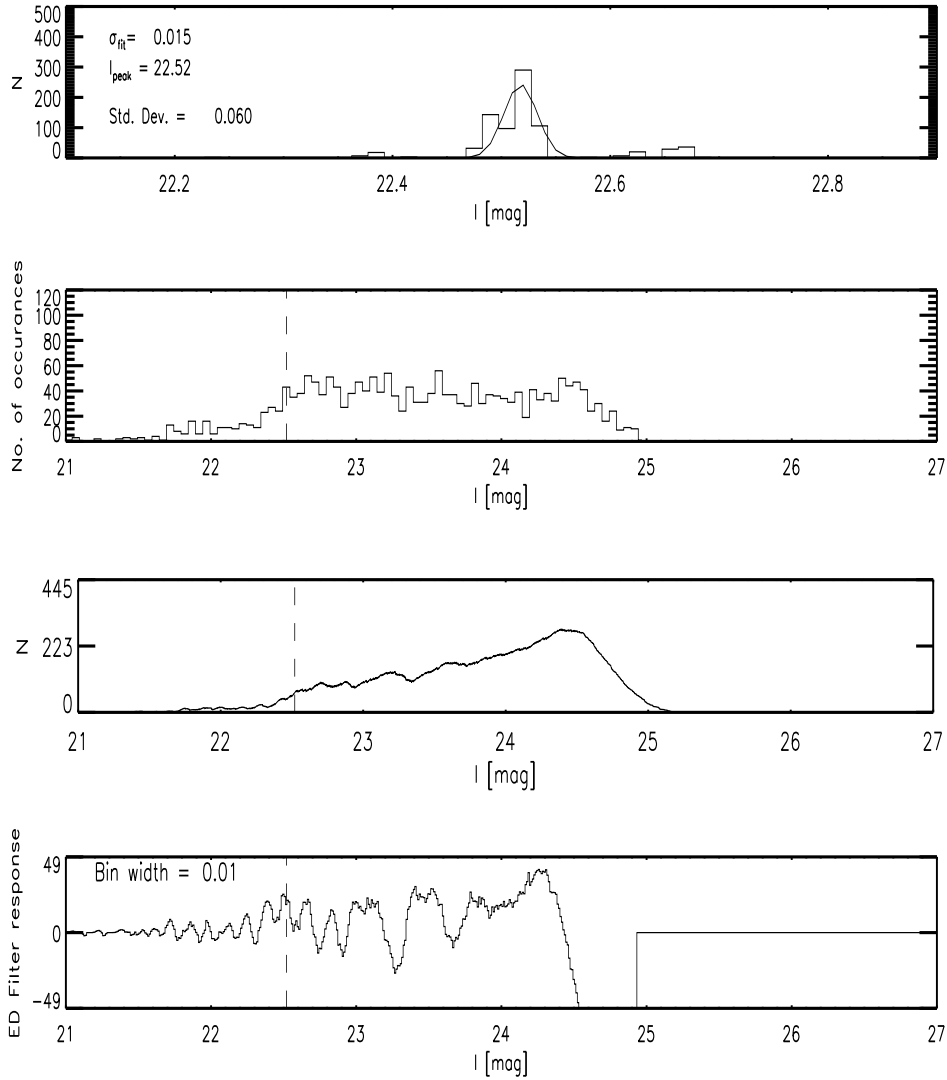 500
400
300
200
100
0
N
σfit= 0.015
Ipeak = 22.52
Std. Dev. = 0.060
22.2 22.4 22.6 22.8
I [mag]
120
100
80
60
40
20
0
No. of occurances
21 22 23 24 25 26 27
I [mag]
445
223
0
N
21 22 23 24 25 26 27
I [mag]
49
0
-49
ED Filter response
Bin width = 0.01
21 22 23 24 25 26 27
I [mag]